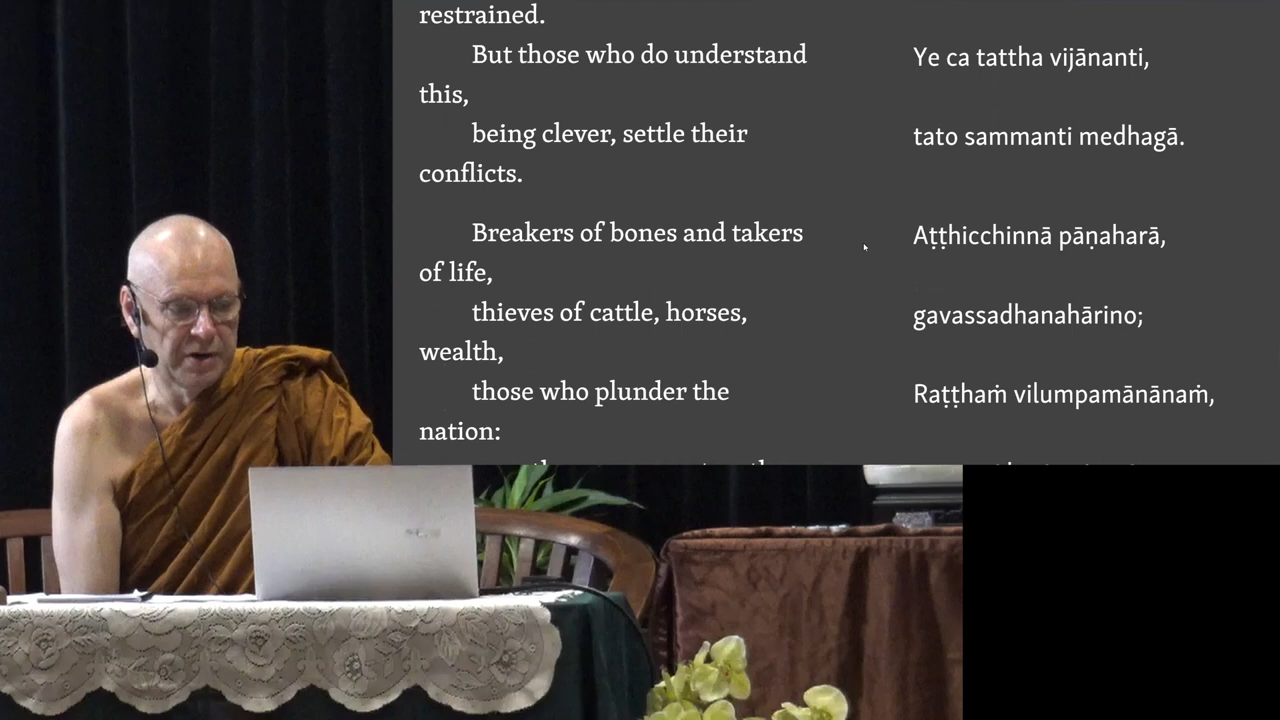 restrained.
But those who do understand
this,
being clever, settle their
conflicts.
Breakers of bones and takers
of life,
thieves of cattle, horses,
wealth,
those who plunder the
nation:
Ye ca tattha vijānanti,
tato sammanti medhagā.
Aṭṭhicchinnā pāṇaharā,
gavassadhanahārino;
Raṭṭhaṁ vilumpamānānaṁ,